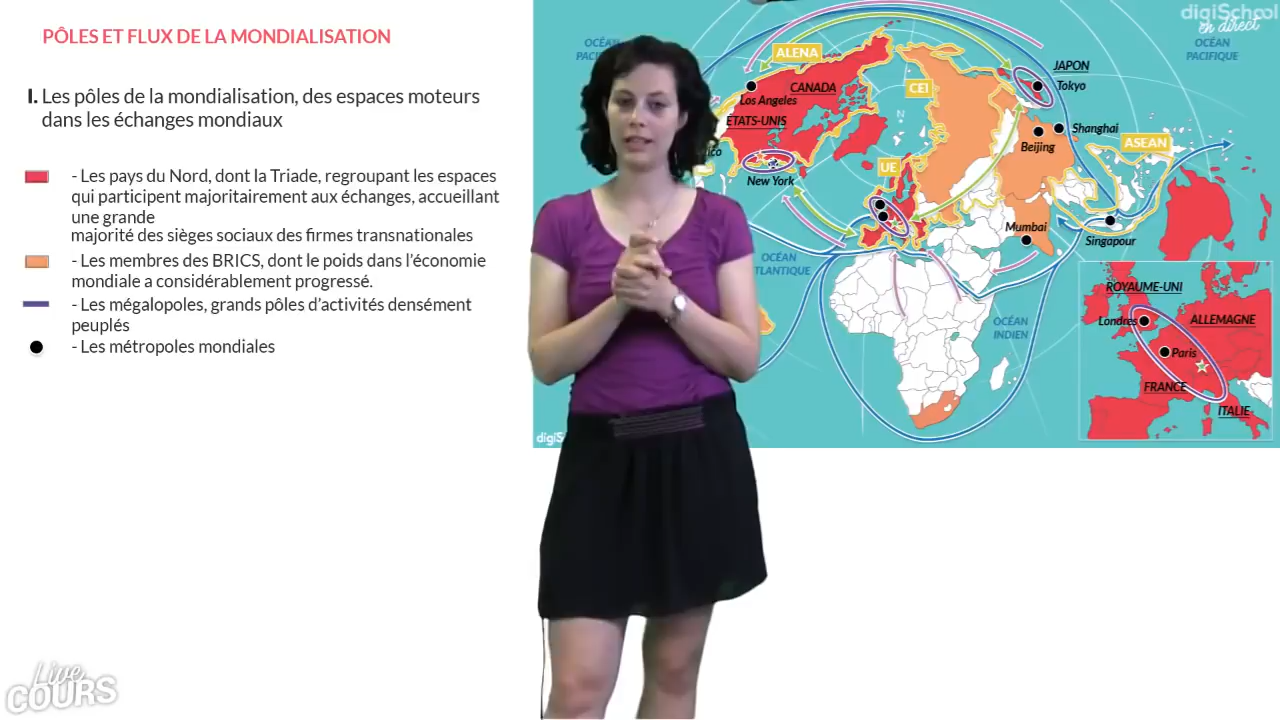 PÔLES ET FLUX DE LA MONDIALISATION
I. Les pôles de la mondialisation, des espaces moteurs
dans les échanges mondiaux
- Les pays du Nord, dont la Triade, regroupant les espaces
qui participent majoritairement aux échanges, accueillant
une grande
majorité des sièges sociaux des firmes transnationales
- Les membres des BRICS, dont le poids dans l'économie
mondiale a considérablement progressé.
- Les mégalopoles, grands pôles d'activités densément
peuplés
- Les métropoles mondiales
Live
COURS
digiSchool
en direct
OCÉAN
PACIFIQUE
ALENA
CANADA
Los Angeles
ETATS-UNIS
New York
CEI
UE
JAPON
Tokyo
Shanghai
Beijing
ASEAN
Mumbai
Singapour
OCÉAN
TLANTIQUE
OCÉAN
INDIEN
ROYAUME-UNI
Londres
ALLEMAGNE
Paris
FRANCE
ITALIE
digiS